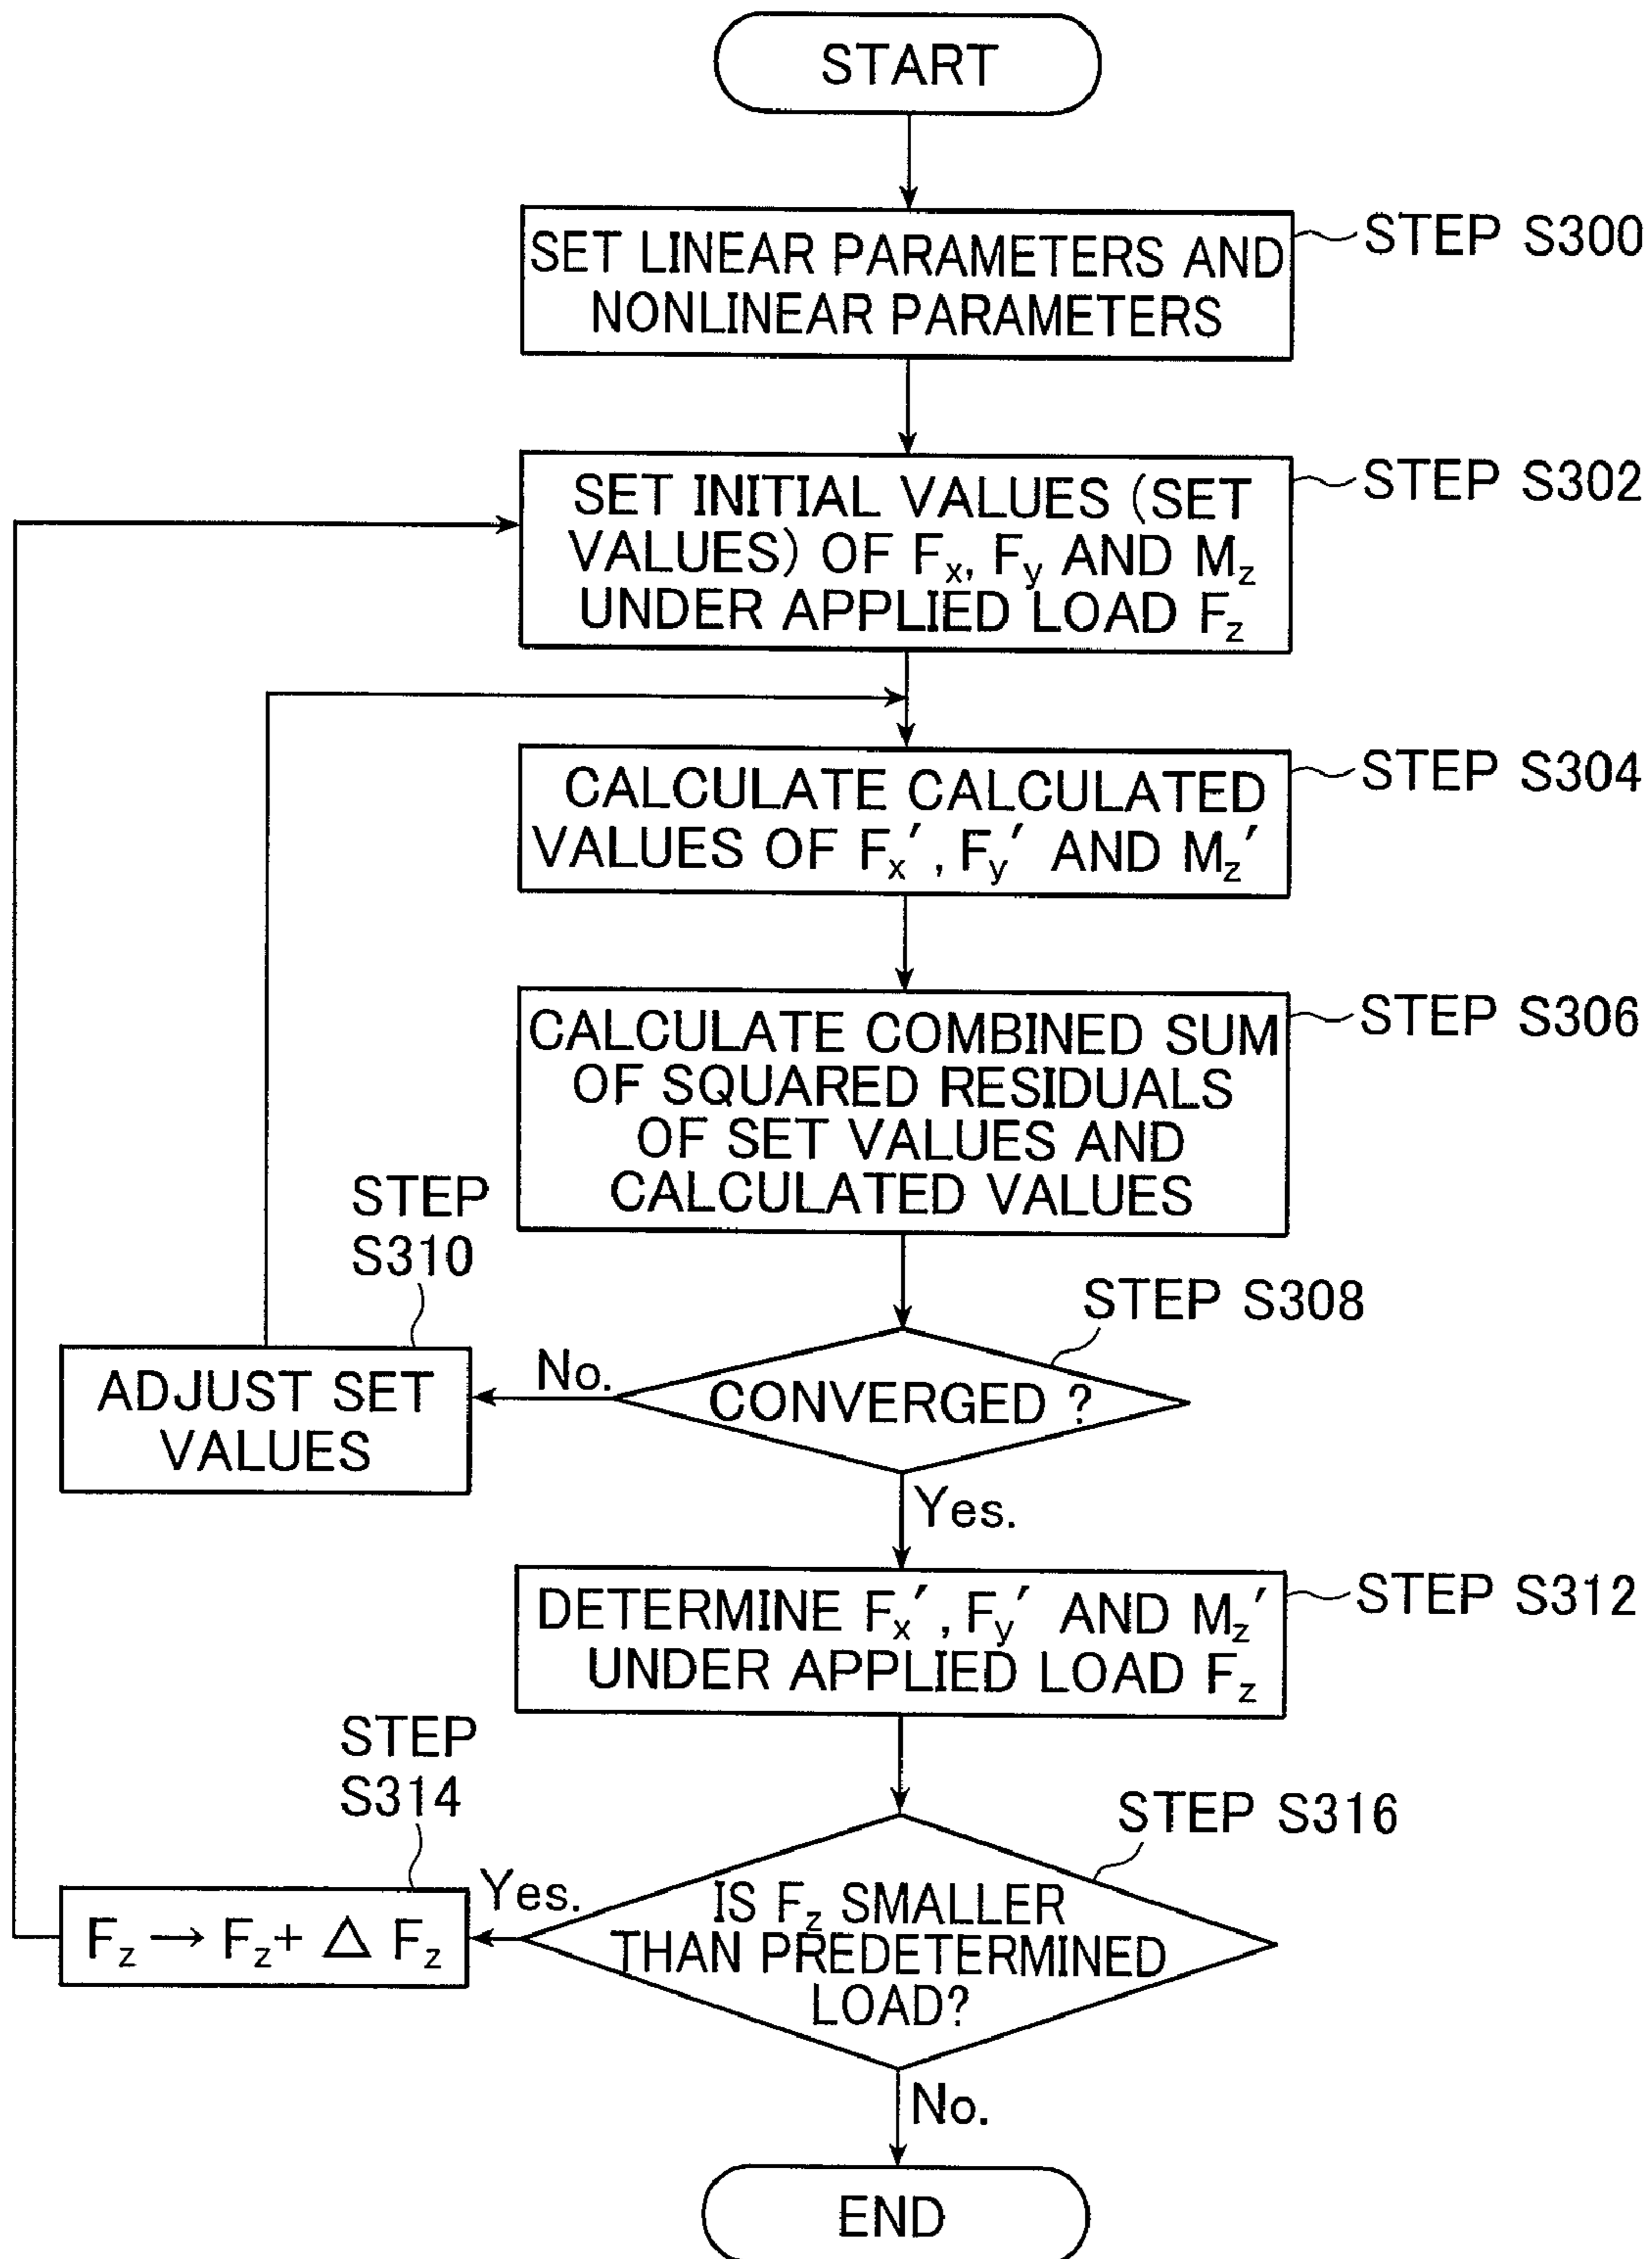 START
SET LINEAR PARAMETERS AND
NONLINEAR PARAMETERS
STEP S300
SET INITIAL VALUES (SET
VALUES) OF Fx, Fy AND Mz
UNDER APPLIED LOAD Fz
STEP S302
CALCULATE CALCULATED
VALUES OF Fx′, Fy′ AND Mz′
STEP S304
CALCULATE COMBINED SUM
OF SQUARED RESIDUALS
OF SET VALUES AND
CALCULATED VALUES
STEP S306
CONVERGED ?
STEP S308
No.
STEP
S310
ADJUST SET
VALUES
Yes.
DETERMINE Fx′, Fy′ AND Mz′
UNDER APPLIED LOAD Fz
STEP S312
IS Fz SMALLER
THAN PREDETERMINED
LOAD?
STEP S316
Yes.
STEP
S314
Fz → Fz + △ Fz
No.
END